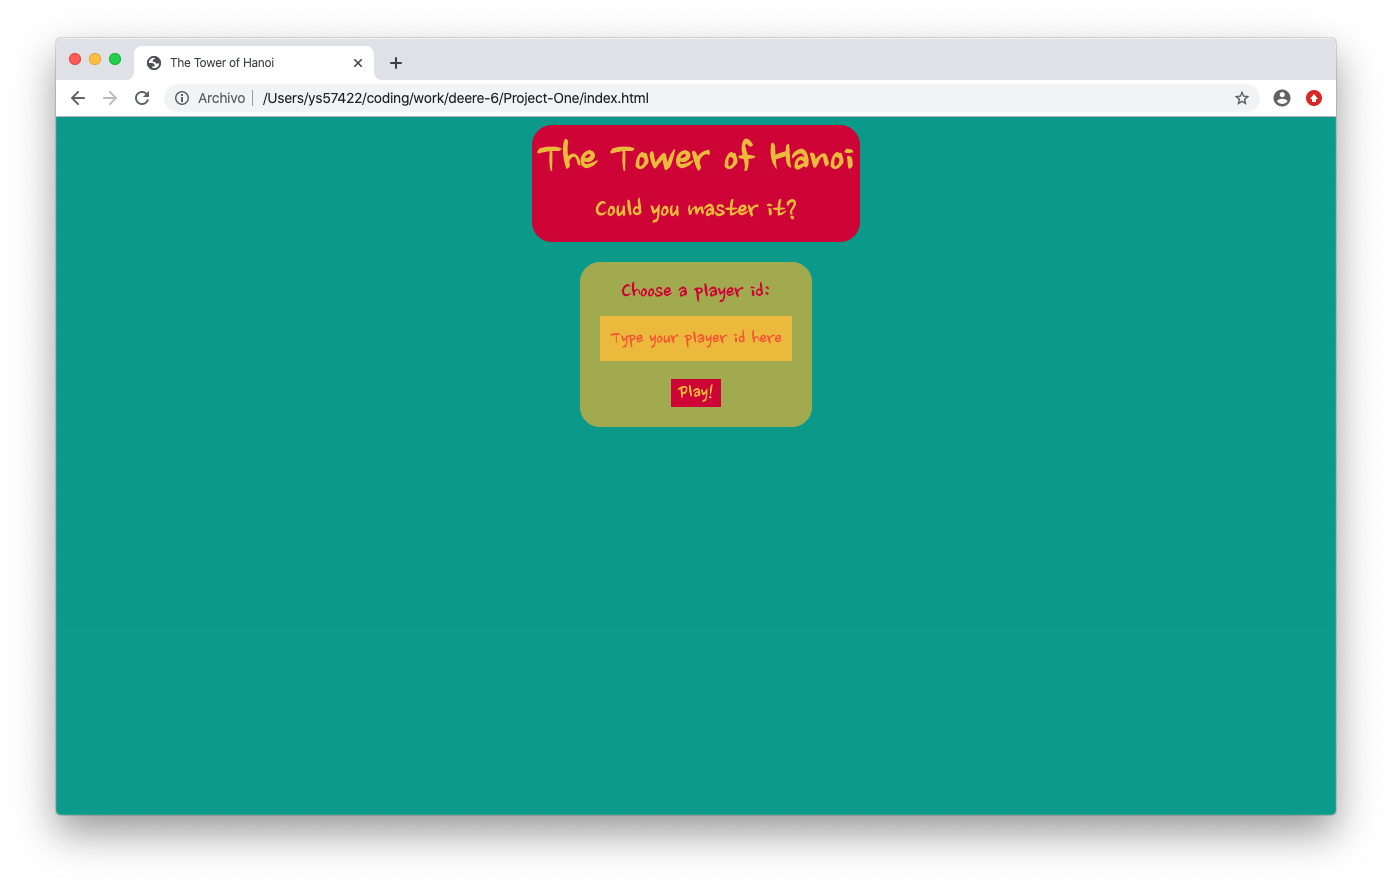 The Tower of Hanoi
Archivo /Users/ys57422/coding/work/deere-6/Project-One/index.html
The Tower of Hanoi
Could you master it?
Choose a player id:
Type your player id here
Play!